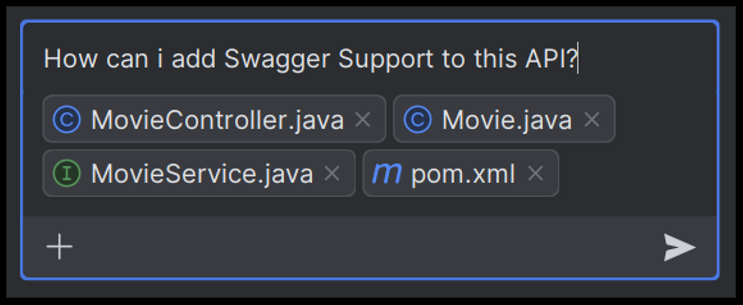 How can i add Swagger Support to this API?
MovieController.java Movie.java
MovieService.java pom.xml